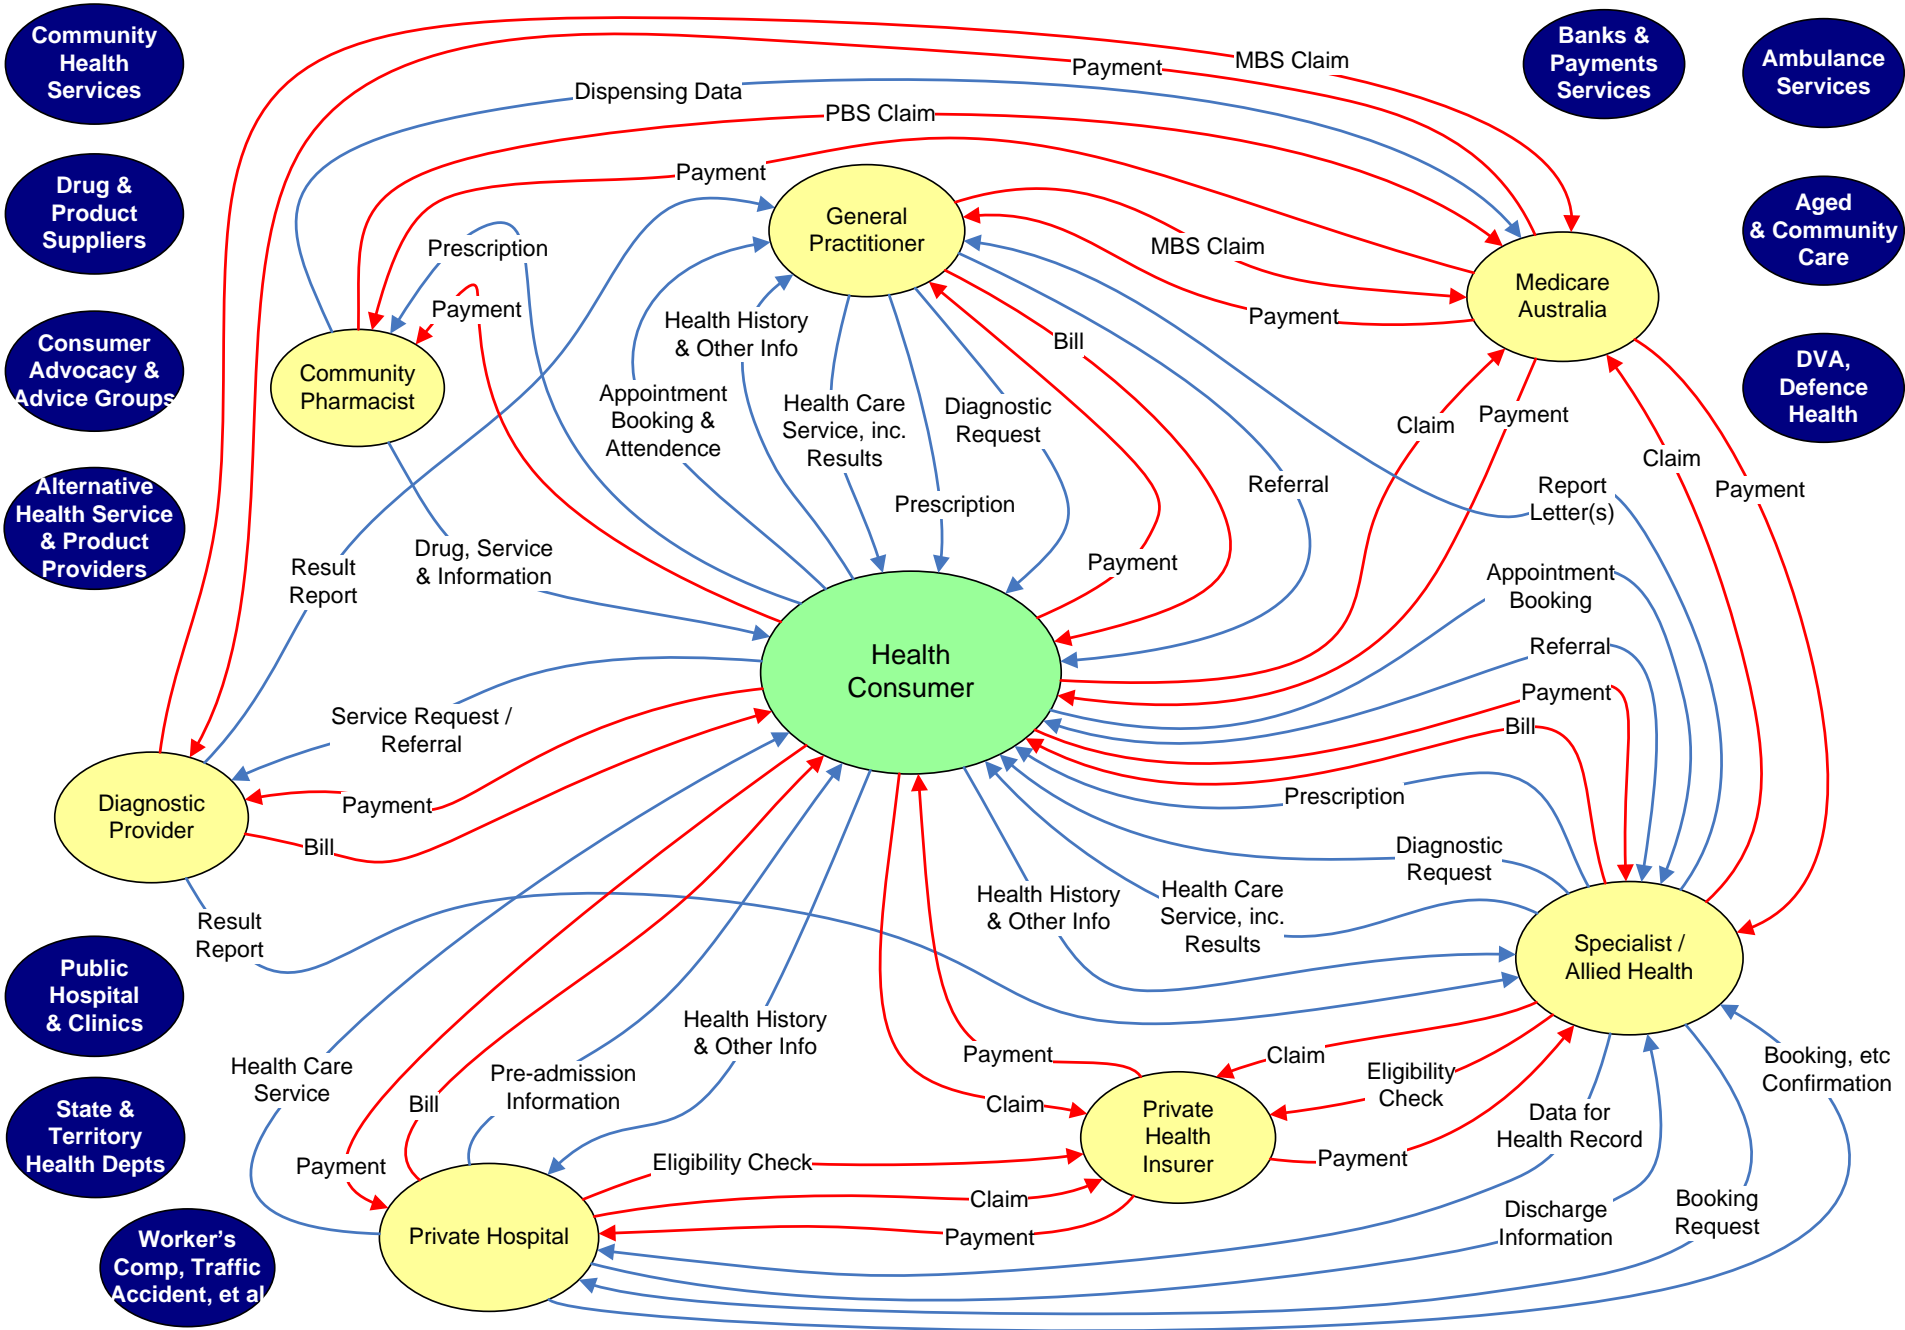 Community
Health
Services
Banks &
Payments
Services
Ambulance
Services
MBS Claim
Payment
Dispensing Data
PBS Claim
Payment
Drug &
Product
Suppliers
General
Practitioner
Aged
& Community
Care
Prescription
MBS Claim
Medicare
Australia
Payment
Health History
& Other Info
Bill
Payment
Consumer
Advocacy &
Advice Groups
Community
Pharmacist
DVA,
Defence
Health
Appointment
Booking &
Attendence
Health Care
Service, inc.
Results
Diagnostic
Request
Claim
Payment
Claim
Payment
Referral
Report
Letter(s)
Prescription
Alternative
Health Service
& Product
Providers
Drug, Service
& Information
Result
Report
Payment
Appointment
Booking
Health
Consumer
Referral
Payment
Bill
Service Request /
Referral
Diagnostic
Provider
Payment
Bill
Prescription
Diagnostic
Request
Health History
& Other Info
Health Care
Service, inc.
Results
Result
Report
Specialist /
Allied Health
Public
Hospital
& Clinics
Health History
& Other Info
Payment
Claim
Booking, etc
Confirmation
Health Care
Service
Pre-admission
Information
Eligibility
Check
Bill
Claim
Private
Health
Insurer
Data for
Health Record
State &
Territory
Health Depts
Payment
Eligibility Check
Payment
Claim
Booking
Request
Discharge
Information
Private Hospital
Payment
Worker's
Comp, Traffic
Accident, et al